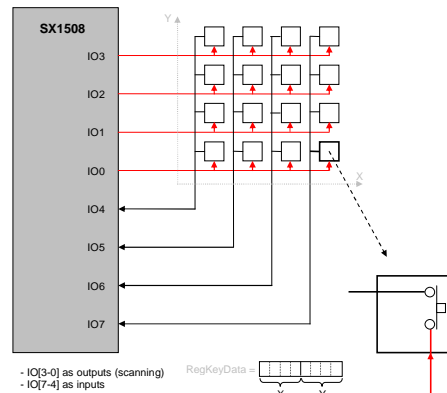 SX1508
Y
IO3
IO2
IO1
IO0
X
IO4
IO5
IO6
IO7
- IO[3-0] as outputs (scanning)
- IO[7-4] as inputs
RegKeyData =
X Y